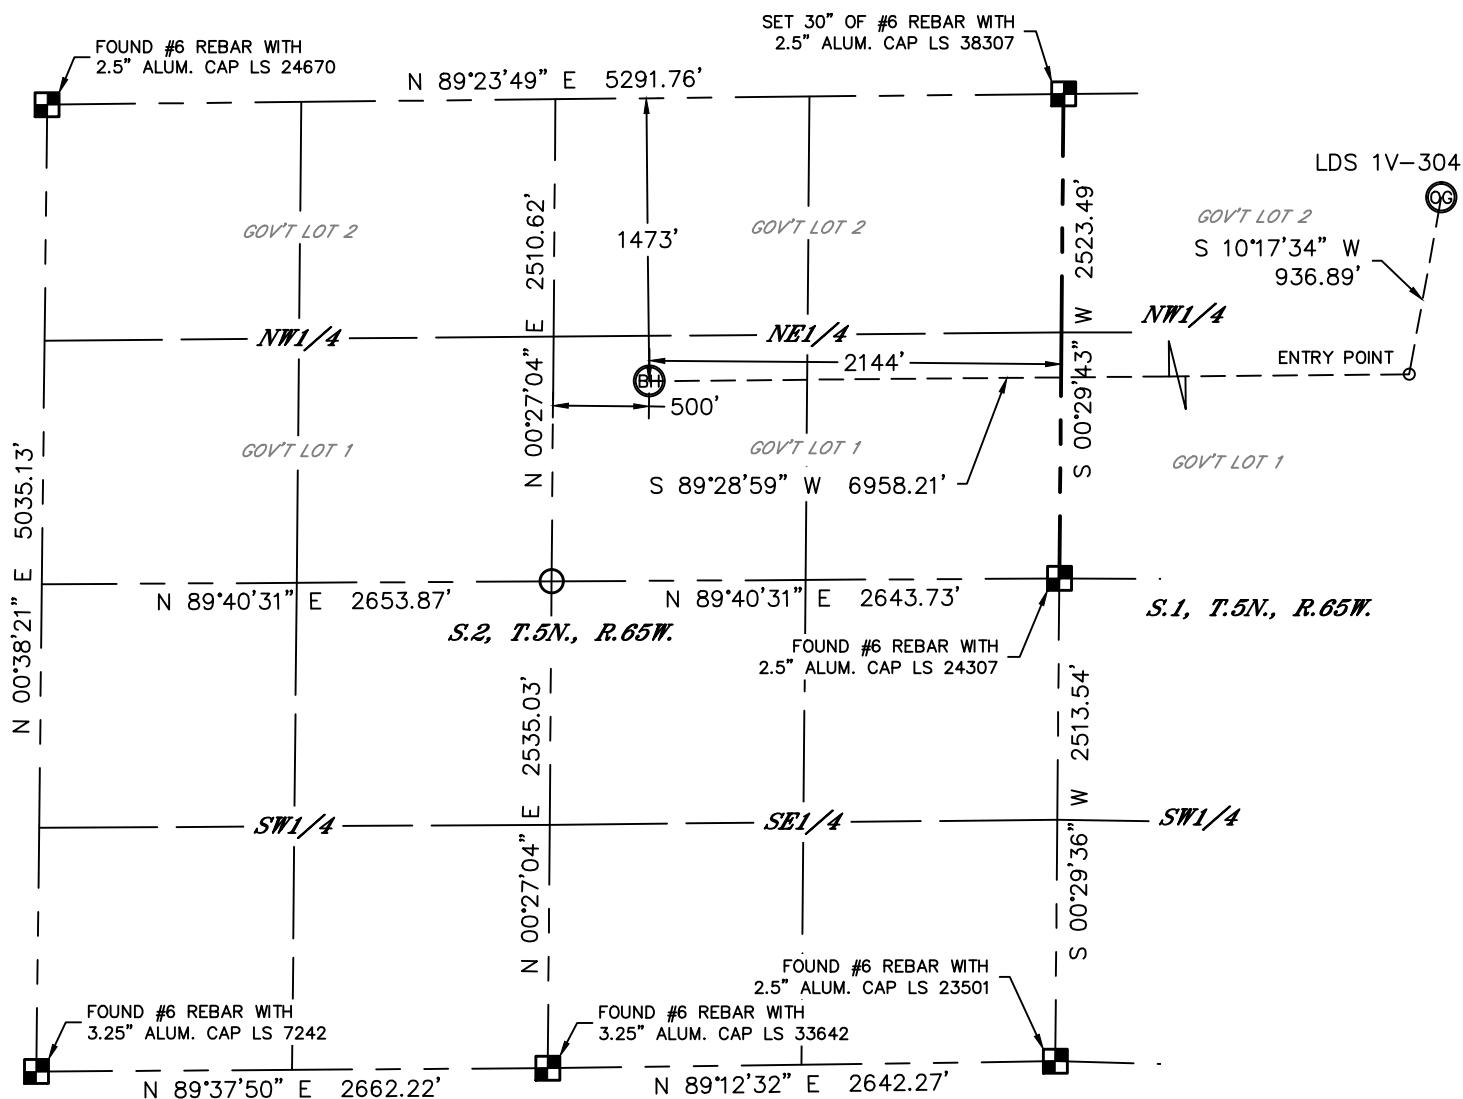 SET 30" OF #6 REBAR WITH
2.5" ALUM. CAP LS 38307
FOUND #6 REBAR WITH
2.5" ALUM. CAP LS 24670
N 89°23'49" E 5291.76'
LDS 1V-304
OG
GOV'T LOT 2
GOV'T LOT 2
GOV'T LOT 2
S 10°17'34" W
936.89'
1473'
N 00°27'04" E 2510.62'
S 00°29'43" W 2523.49'
NW1/4
NE1/4
NW1/4
ENTRY POINT
2144'
BH
500'
GOV'T LOT 1
GOV'T LOT 1
GOV'T LOT 1
S 89°28'59" W 6958.21'
N 00°38'21" E 5035.13'
N 89°40'31" E 2653.87'
N 89°40'31" E 2643.73'
S.2, T.5N., R.65W.
S.1, T.5N., R.65W.
FOUND #6 REBAR WITH
2.5" ALUM. CAP LS 24307
N 00°27'04" E 2535.03'
S 00°29'36" W 2513.54'
SW1/4
SE1/4
SW1/4
FOUND #6 REBAR WITH
2.5" ALUM. CAP LS 23501
FOUND #6 REBAR WITH
3.25" ALUM. CAP LS 7242
FOUND #6 REBAR WITH
3.25" ALUM. CAP LS 33642
N 89°37'50" E 2662.22'
N 89°12'32" E 2642.27'